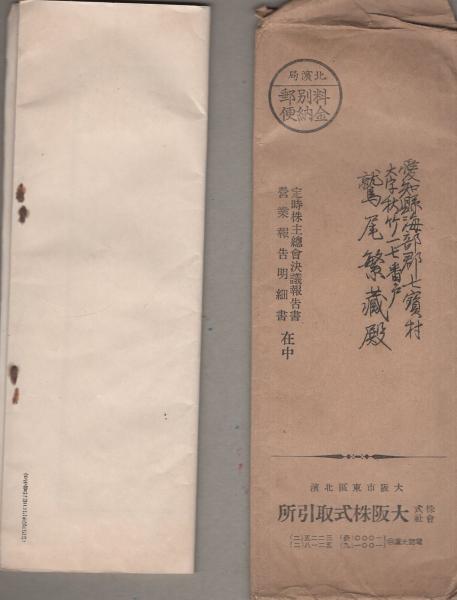 北濱局
料金別納郵便
愛知縣海部郡七寳村
大字秋竹一七番戸
鷲尾繁藏殿
定時株主總會決議報告書
營業報告明細書
在中
大阪市東區北濱
株式會社
大阪株式取引所